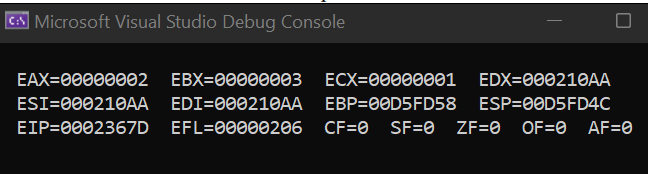 Microsoft Visual Studio Debug Console
EAX=00000002 EBX=00000003 ECX=00000001 EDX=000210AA
ESI=000210AA EDI=000210AA EBP=00D5FD58 ESP=00D5FD4C
EIP=0002367D EFL=00000206 CF=0 SF=0 ZF=0 OF=0 AF=0